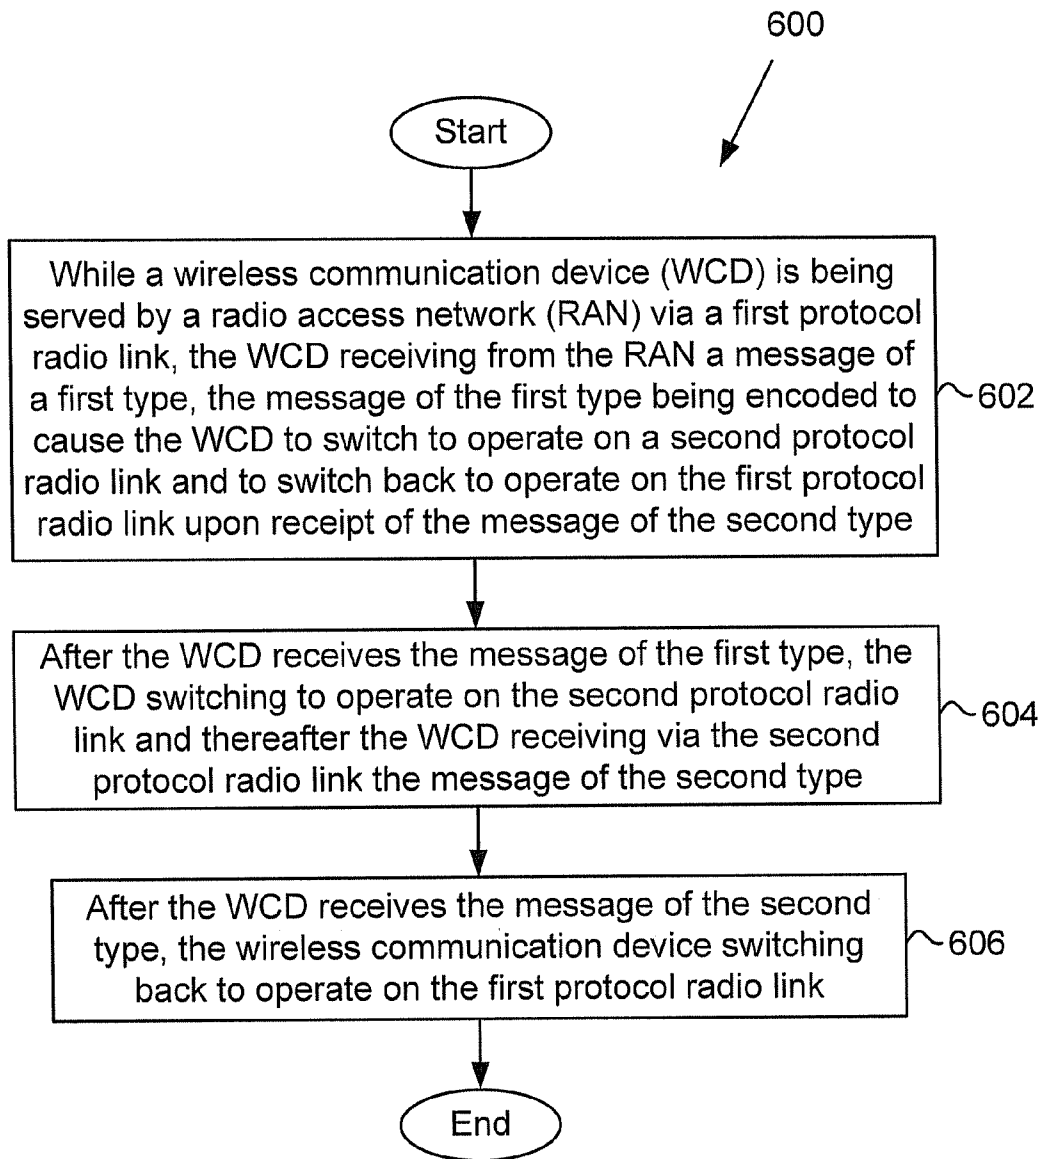 600
Start
While a wireless communication device (WCD) is being
served by a radio access network (RAN) via a first protocol
radio link, the WCD receiving from the RAN a message of
a first type, the message of the first type being encoded to
cause the WCD to switch to operate on a second protocol
radio link and to switch back to operate on the first protocol
radio link upon receipt of the message of the second type
602
After the WCD receives the message of the first type, the
WCD switching to operate on the second protocol radio
link and thereafter the WCD receiving via the second
protocol radio link the message of the second type
604
After the WCD receives the message of the second
type, the wireless communication device switching
back to operate on the first protocol radio link
606
End